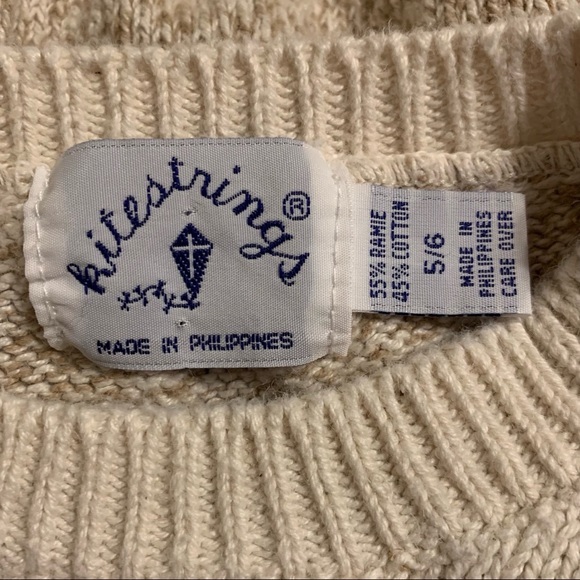 kitestrings®
MADE IN PHILIPPINES
55% RAMIE
45% COTTON
5/6
MADE IN
PHILIPPINES
CARE OVER